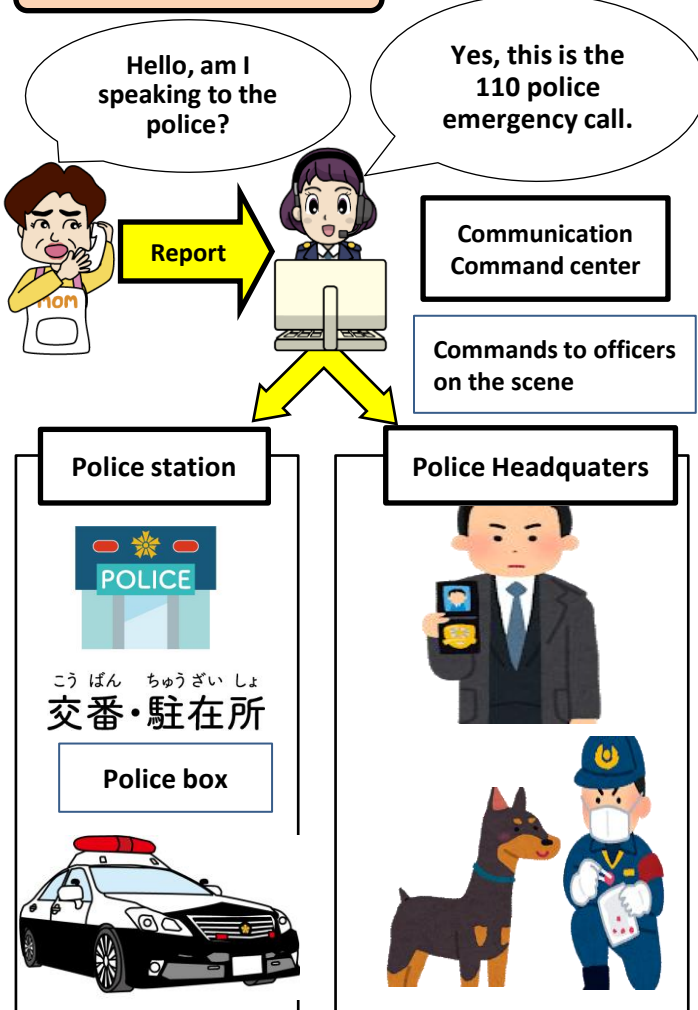 Hello, am I
speaking to the
police?
Yes, this is the
110 police
emergency call.
MOM
Report
Communication
Command center
Commands to officers
on the scene
Police station
Police Headquaters
POLICE
こう ばん ちゅうざい しょ
交番・駐在所
Police box